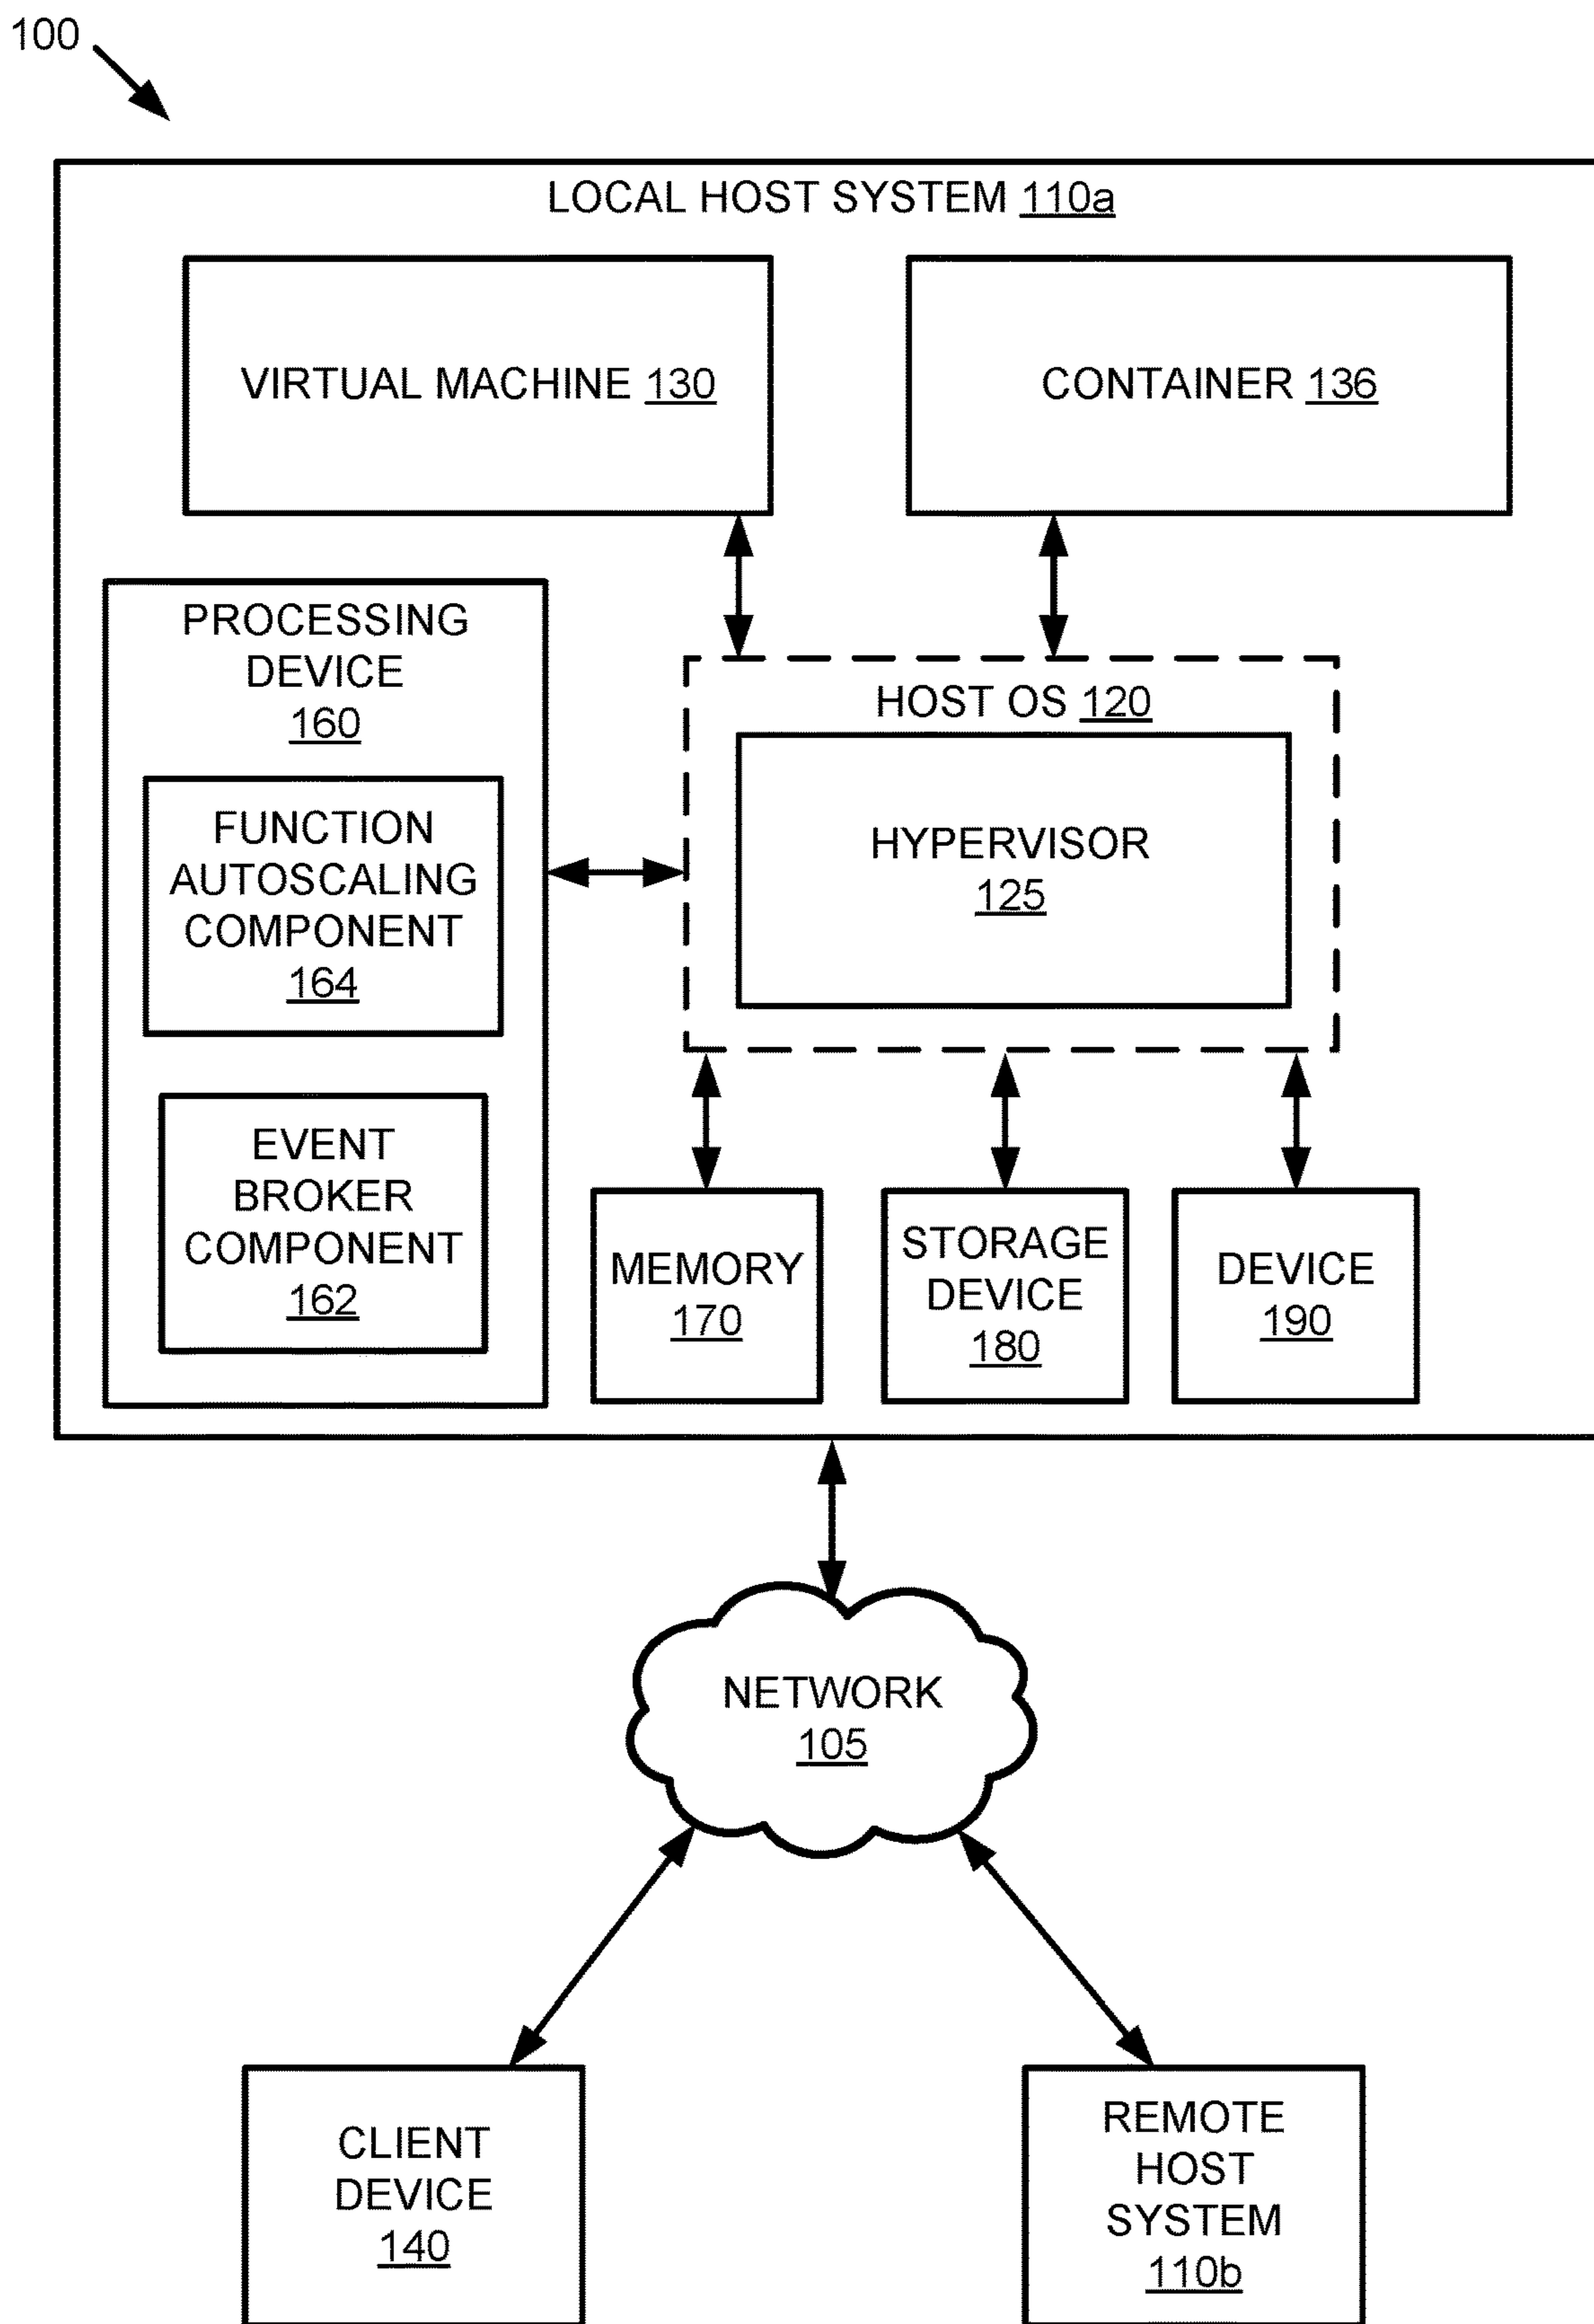 100
LOCAL HOST SYSTEM 110a
VIRTUAL MACHINE 130
CONTAINER 136
PROCESSING
DEVICE
160
FUNCTION
AUTOSCALING
COMPONENT
164
EVENT
BROKER
COMPONENT
162
HOST OS 120
HYPERVISOR
125
MEMORY
170
STORAGE
DEVICE
180
DEVICE
190
NETWORK
105
CLIENT
DEVICE
140
REMOTE
HOST
SYSTEM
110b